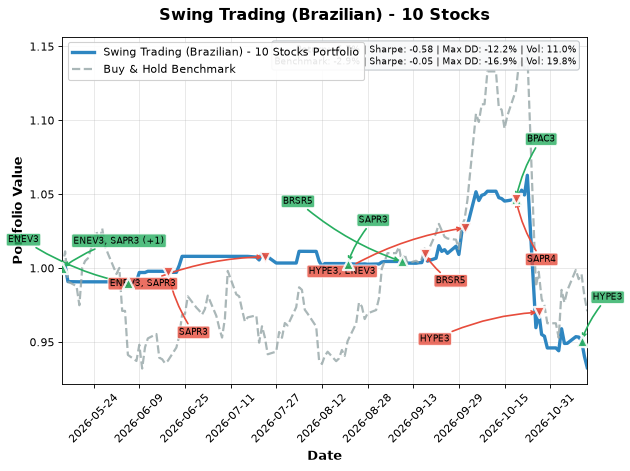 Swing Trading (Brazilian) - 10 Stocks
Swing Trading (Brazilian) - 10 Stocks Portfolio
Buy & Hold Benchmark
| Sharpe: -0.58 | Max DD: -12.2% | Vol: 11.0%
Benchmark: -2.9% | Sharpe: -0.05 | Max DD: -16.9% | Vol: 19.8%
Portfolio Value
1.15
1.10
1.05
1.00
0.95
BPAC3
BRSR5
SAPR3
ENEV3
ENEV3, SAPR3 (+1)
SAPR4
HYPE3, ENEV3
ENEV3, SAPR3
BRSR5
HYPE3
SAPR3
HYPE3
2026-05-24
2026-06-09
2026-06-25
2026-07-11
2026-07-27
2026-08-12
2026-08-28
2026-09-13
2026-09-29
2026-10-15
2026-10-31
Date